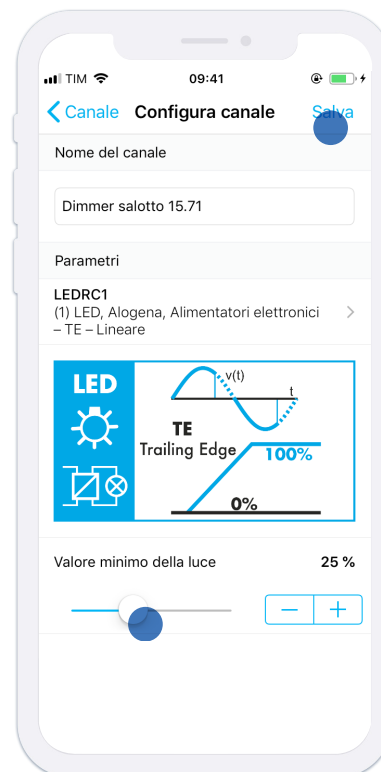 TIM 09:41
Canale Configura canale Salva
Nome del canale
Dimmer salotto 15.71
Parametri
LEDRC1
(1) LED, Alogena, Alimentatori elettronici
– TE – Lineare
LED
v(t)
t
TE
Trailing Edge
100%
0%
Valore minimo della luce 25 %